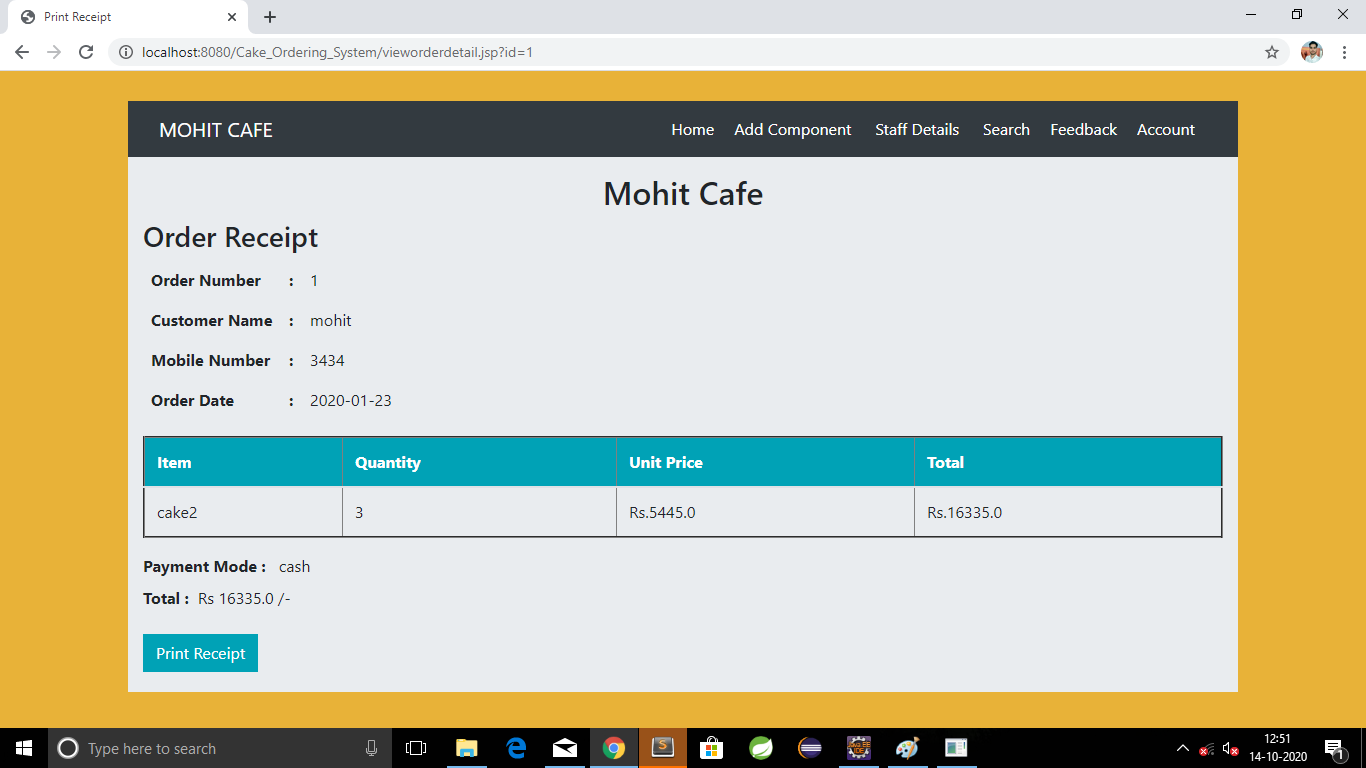 Print Receipt
localhost:8080/Cake_Ordering_System/vieworderdetail.jsp?id=1
MOHIT CAFE Home Add Component Staff Details Search Feedback Account
Mohit Cafe
Order Receipt
Order Number : 1
Customer Name : mohit
Mobile Number : 3434
Order Date : 2020-01-23
Item Quantity Unit Price Total
cake2 3 Rs.5445.0 Rs.16335.0
Payment Mode : cash
Total : Rs 16335.0 /-
Print Receipt
Type here to search
12:51
14-10-2020
1